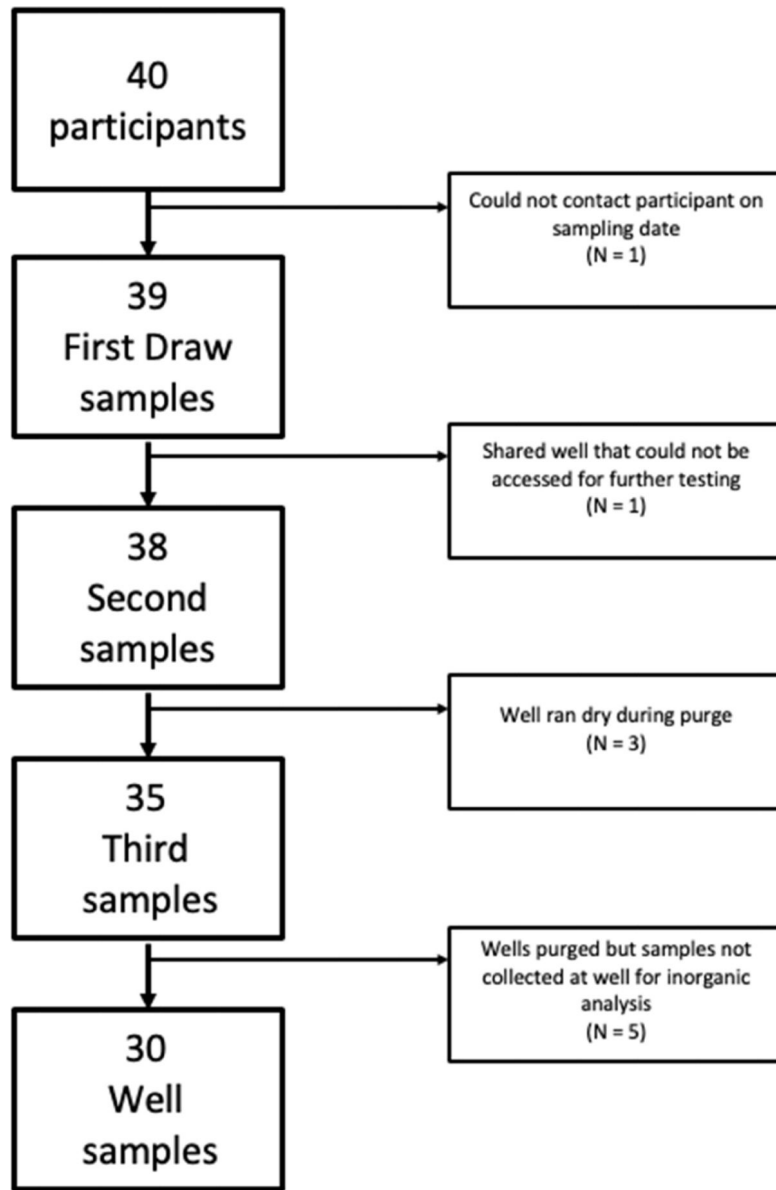 40
participants
Could not contact participant on
sampling date
(N = 1)
39
First Draw
samples
Shared well that could not be
accessed for further testing
(N = 1)
38
Second
samples
Well ran dry during purge
(N = 3)
35
Third
samples
Wells purged but samples not
collected at well for inorganic
analysis
(N = 5)
30
Well
samples